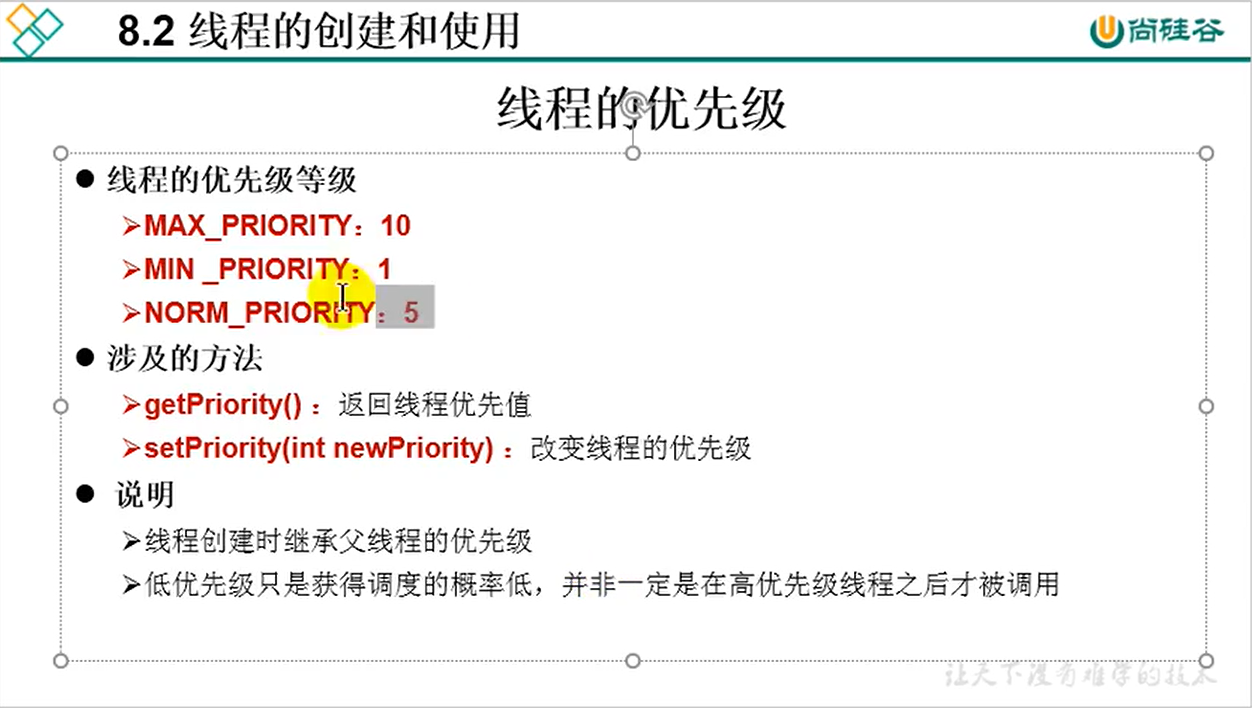 8.2 线程的创建和使用
尚硅谷
线程的优先级
线程的优先级等级
MAX_PRIORITY：10
MIN _PRIORITY：1
NORM_PRIORITY：5
涉及的方法
getPriority() ：返回线程优先值
setPriority(int newPriority) ：改变线程的优先级
说明
线程创建时继承父线程的优先级
低优先级只是获得调度的概率低，并非一定是在高优先级线程之后才被调用
让天下没有难学的技术